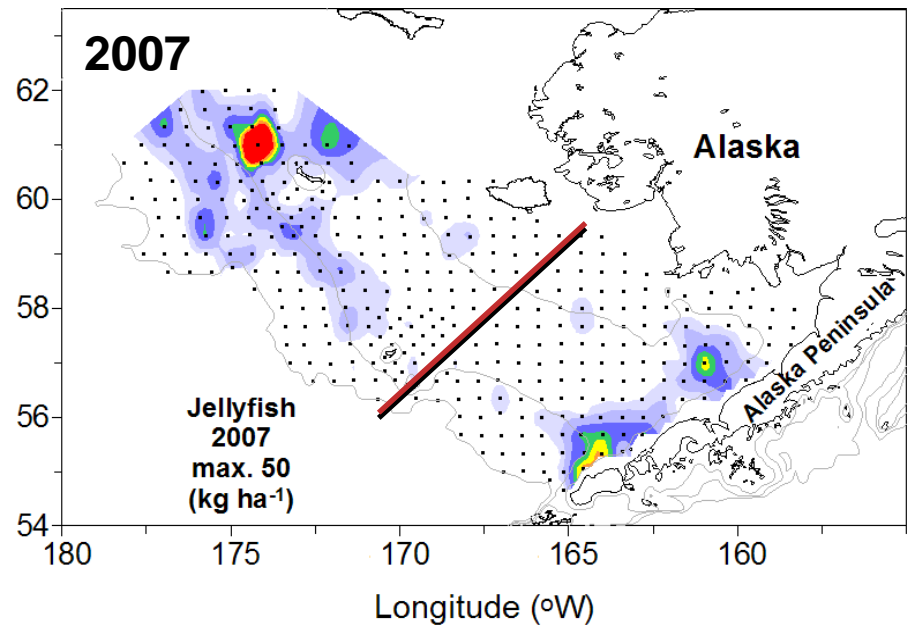 2007
62
60
58
56
54
Alaska
Alaska Peninsula
Jellyfish
2007
max. 50
(kg ha⁻¹)
180
175
170
165
160
Longitude (ᵒW)